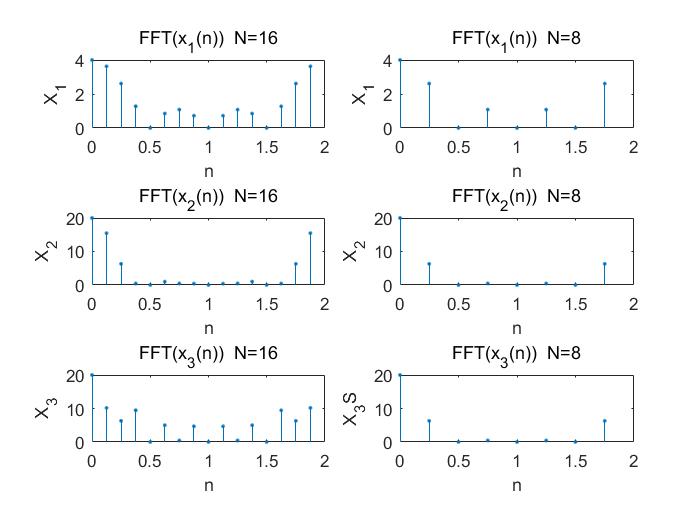 FFT(x₁(n)) N=16
X₁
4
2
0
0 0.5 1 1.5 2
n
FFT(x₁(n)) N=8
X₁
4
2
0
0 0.5 1 1.5 2
n
FFT(x₂(n)) N=16
X₂
20
10
0
0 0.5 1 1.5 2
n
FFT(x₂(n)) N=8
X₂
20
10
0
0 0.5 1 1.5 2
n
FFT(x₃(n)) N=16
X₃
20
10
0
0 0.5 1 1.5 2
n
FFT(x₃(n)) N=8
X₃S
20
10
0
0 0.5 1 1.5 2
n